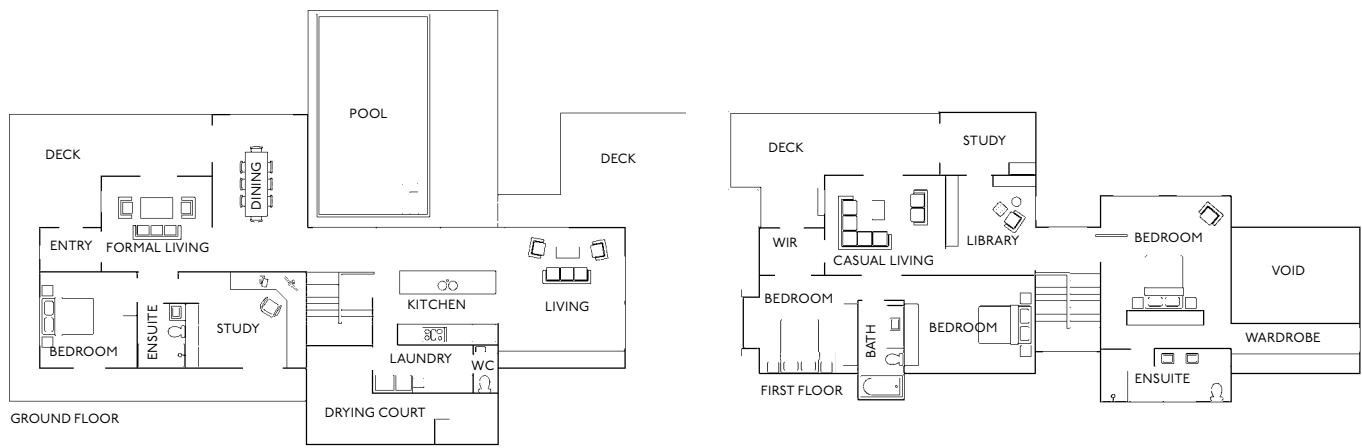 POOL
DECK
DECK
DINING
ENTRY
FORMAL LIVING
KITCHEN
LIVING
BEDROOM
ENSUITE
STUDY
LAUNDRY
WC
DRYING COURT
GROUND FLOOR
DECK
STUDY
WIR
CASUAL LIVING
LIBRARY
BEDROOM
VOID
BEDROOM
BATH
BEDROOM
WARDROBE
ENSUITE
FIRST FLOOR